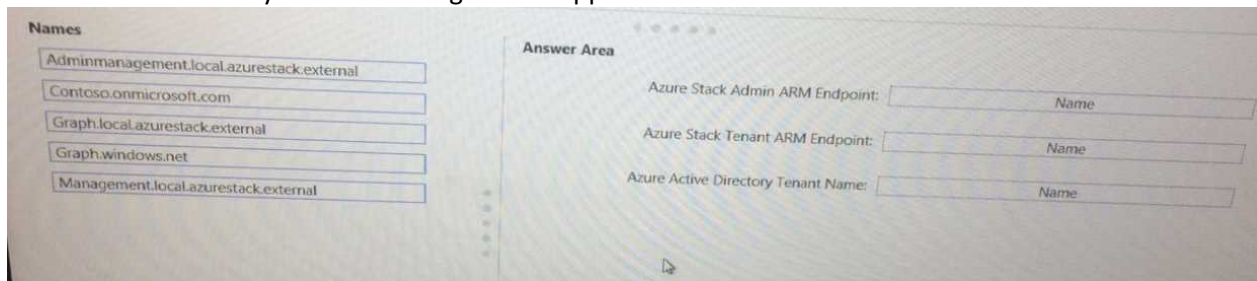 Names
Adminmanagement.local.azurestack.external
Contoso.onmicrosoft.com
Graph.local.azurestack.external
Graph.windows.net
Management.local.azurestack.external
Answer Area
Azure Stack Admin ARM Endpoint: Name
Azure Stack Tenant ARM Endpoint: Name
Azure Active Directory Tenant Name: Name